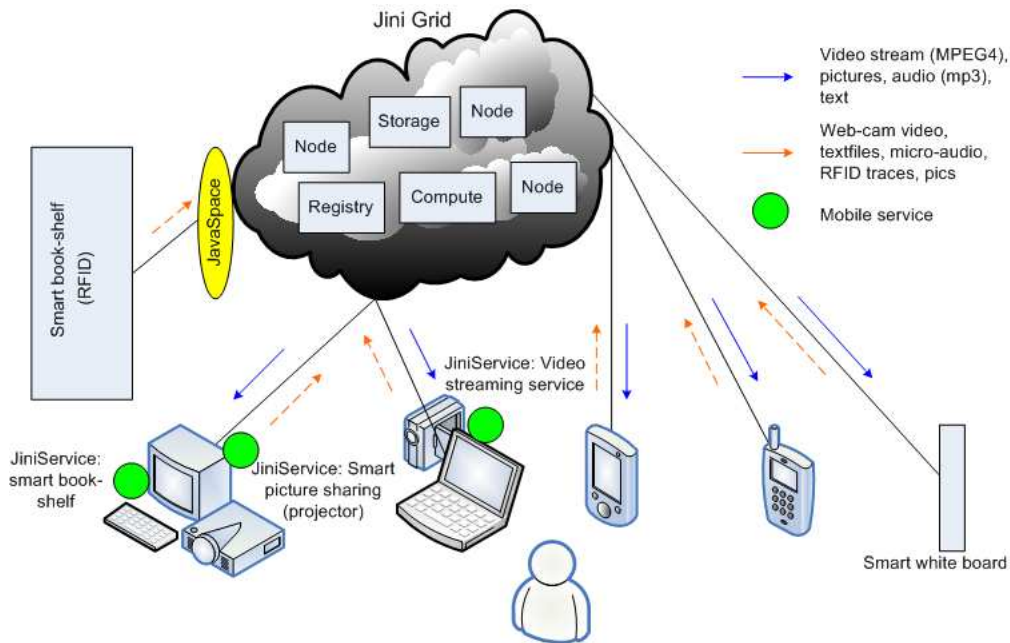 Jini Grid
Video stream (MPEG4),
pictures, audio (mp3),
text
Web-cam video,
textfiles, micro-audio,
RFID traces, pics
Mobile service
Node
Storage
Node
Registry
Compute
Node
JavaSpace
Smart book-shelf
(RFID)
JiniService: Video
streaming service
JiniService:
smart book-
shelf
JiniService: Smart
picture sharing
(projector)
Smart white board